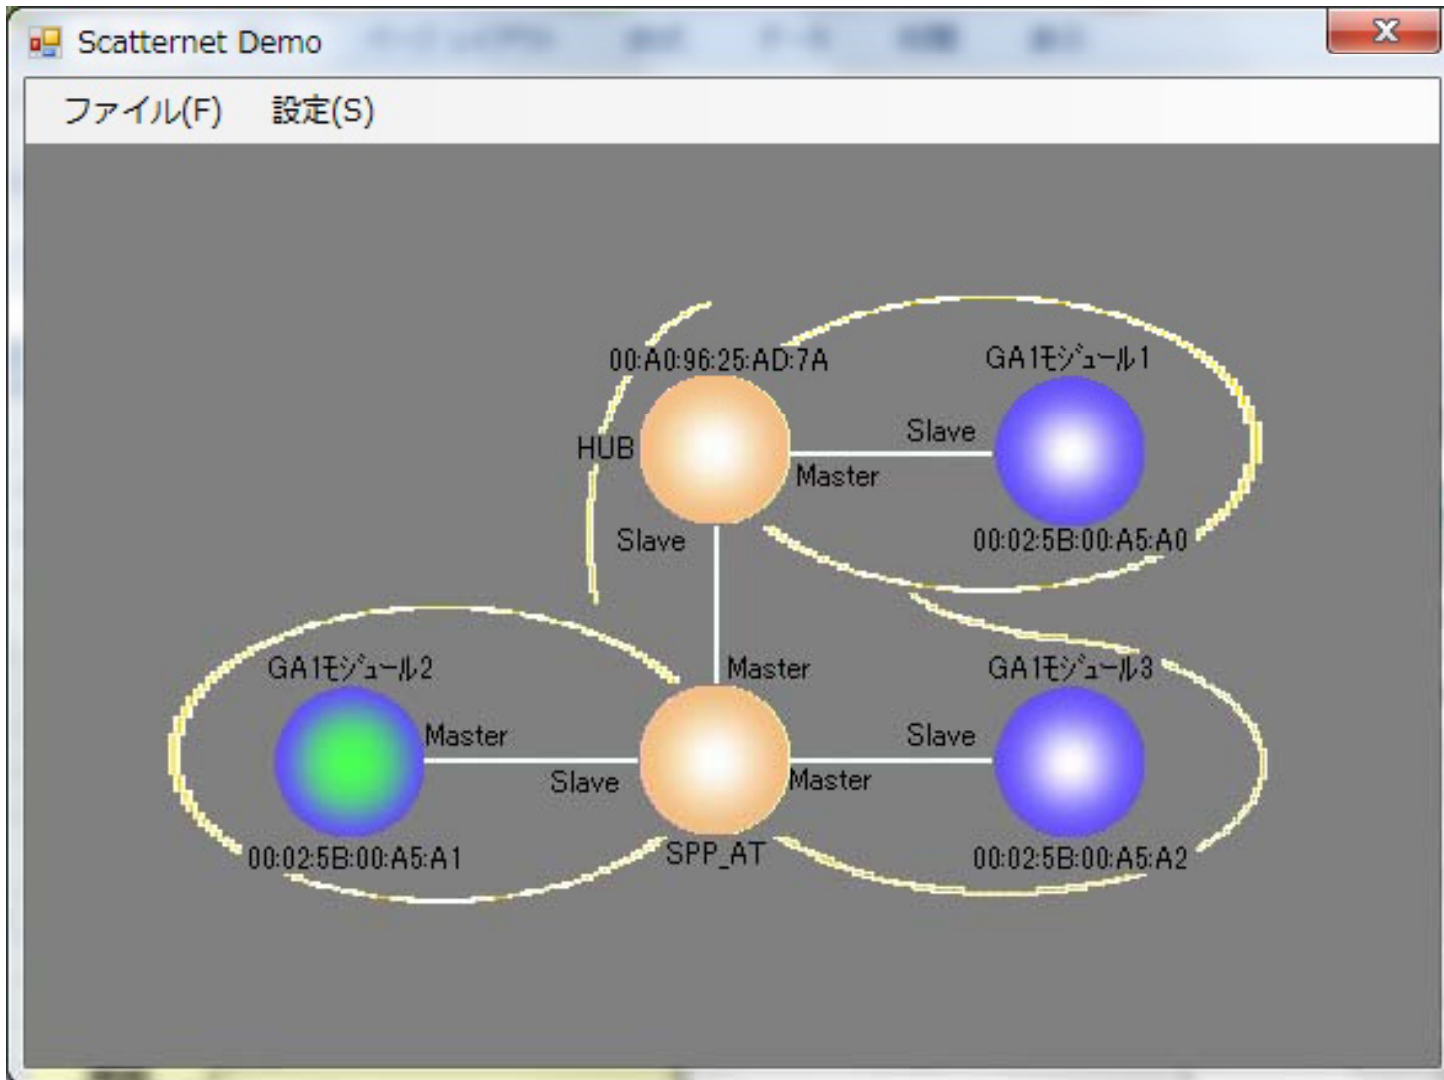 Scatternet Demo
ファイル(F) 設定(S)
00:A0:96:25:AD:7A
GA1ﾓｼﾞｭｰﾙ1
Slave
HUB
Master
Slave
00:02:5B:00:A5:A0
GA1ﾓｼﾞｭｰﾙ2
Master
GA1ﾓｼﾞｭｰﾙ3
Master
Slave
Slave
Master
00:02:5B:00:A5:A1
SPP_AT
00:02:5B:00:A5:A2